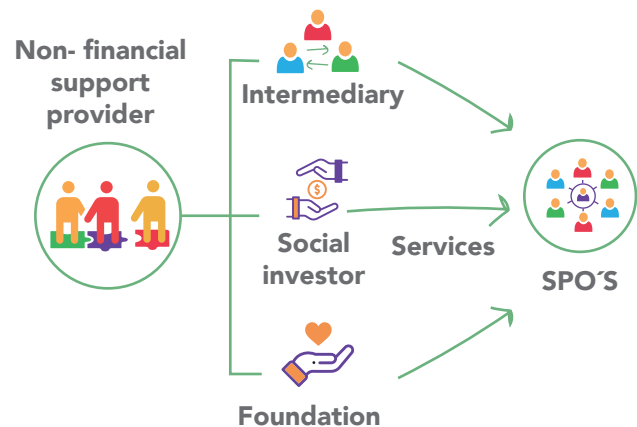 Non- financial
support
provider
Intermediary
Social
investor
Services
SPO´S
Foundation
$